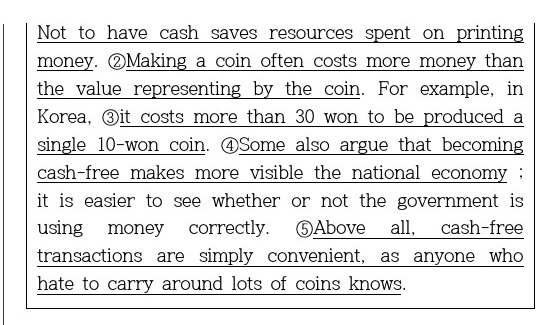 Not to have cash saves resources spent on printing
money. ②Making a coin often costs more money than
the value representing by the coin. For example, in
Korea, ③it costs more than 30 won to be produced a
single 10-won coin. ④Some also argue that becoming
cash-free makes more visible the national economy ;
it is easier to see whether or not the government is
using money correctly. ⑤Above all, cash-free
transactions are simply convenient, as anyone who
hate to carry around lots of coins knows.